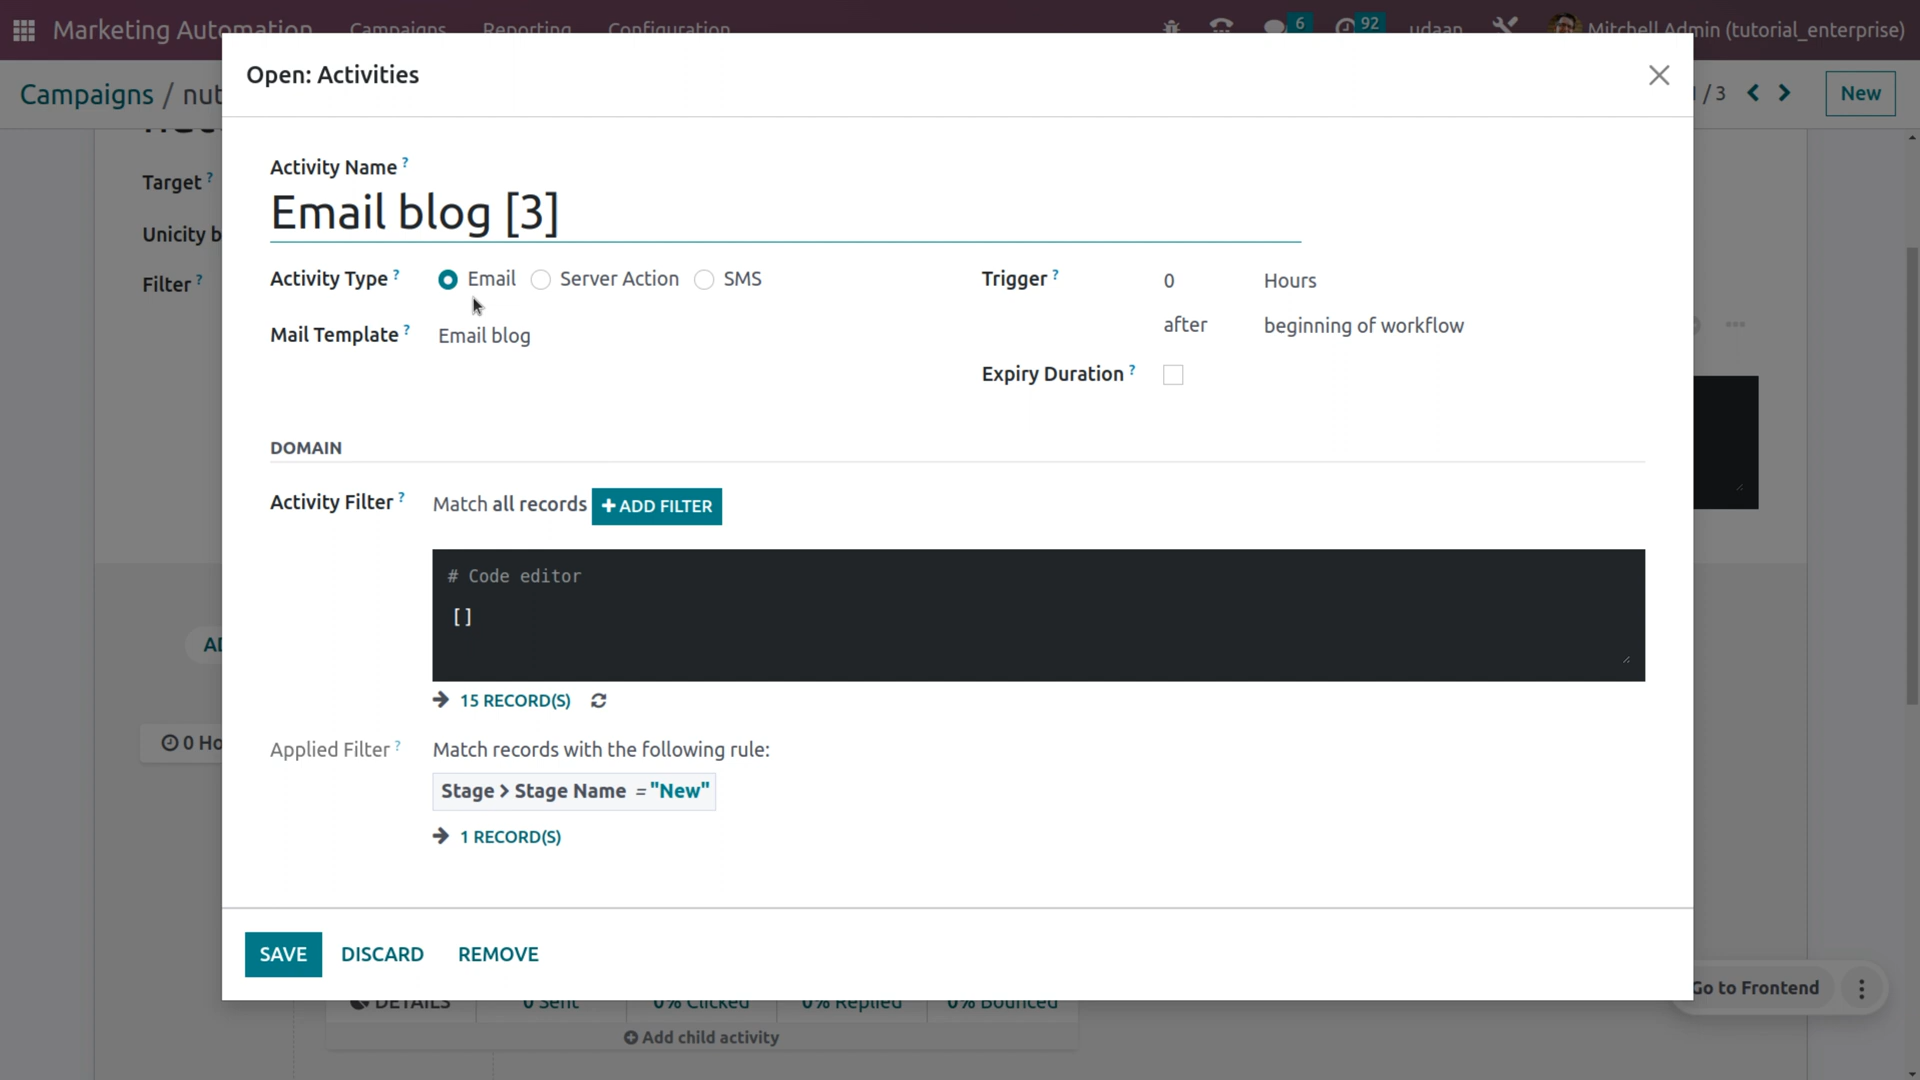 Marketing Automation Campaigns Reporting Configuration 6 92 udaan Mitchell Admin (tutorial_enterprise)
Open: Activities
Campaigns / nut
/ 3 New
Activity Name ?
Target ?
Email blog [3]
Unicity b
Activity Type ? Email Server Action SMS
Trigger ? 0 Hours
Filter ?
Mail Template ? Email blog
after beginning of workflow
Expiry Duration ?
DOMAIN
Activity Filter ? Match all records ADD FILTER
# Code editor
[]
15 RECORD(S)
0 Ho
Applied Filter ? Match records with the following rule:
Stage > Stage Name = "New"
1 RECORD(S)
SAVE DISCARD REMOVE
Go to Frontend
DETAILS 0 Sent 0% Clicked 0% Replied 0% Bounced
Add child activity